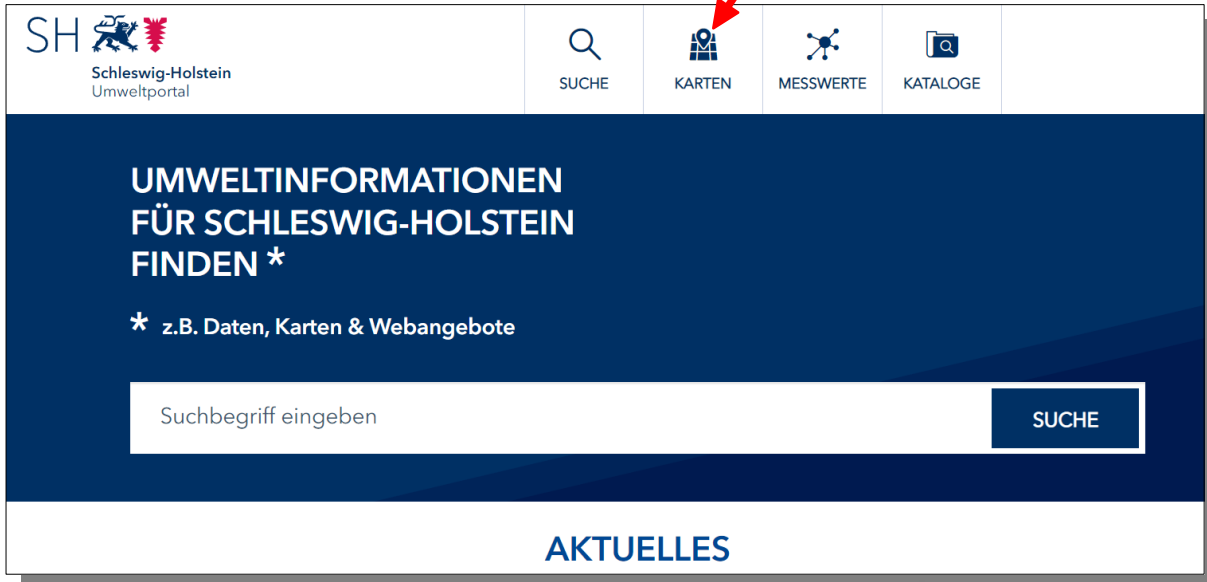 SH
Schleswig-Holstein
Umweltportal
SUCHE
KARTEN
MESSWERTE
KATALOGE
UMWELTINFORMATIONEN
FÜR SCHLESWIG-HOLSTEIN
FINDEN *
* z.B. Daten, Karten & Webangebote
Suchbegriff eingeben
SUCHE
AKTUELLES